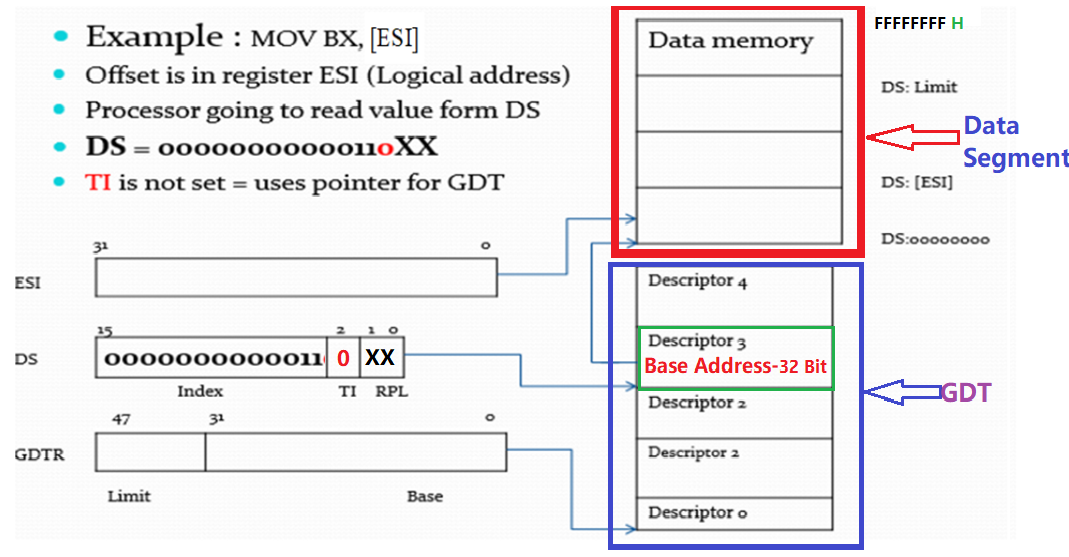 Example : MOV BX, [ESI]
Offset is in register ESI (Logical address)
Processor going to read value form DS
DS = 00000000000110XX
TI is not set = uses pointer for GDT
Data memory
FFFFFFFF H
DS: Limit
Data
Segment
DS: [ESI]
DS:00000000
31 0
ESI
15 2 1 0
DS 0000000000011 0 XX
Index TI RPL
47 31 0
GDTR
Limit Base
Descriptor 4
Descriptor 3
Base Address-32 Bit
Descriptor 2
Descriptor 2
Descriptor 0
GDT